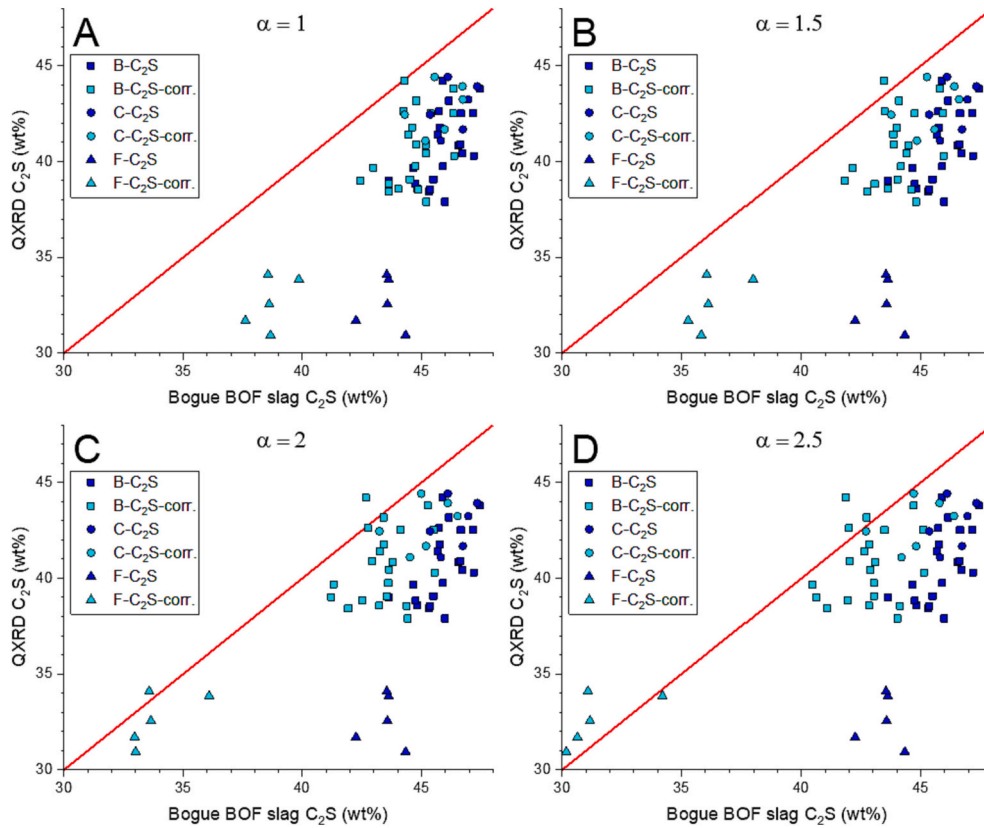 A
α = 1
B-C₂S
B-C₂S-corr.
C-C₂S
C-C₂S-corr.
F-C₂S
F-C₂S-corr.
QXRD C₂S (wt%)
45
40
35
30
30
35
40
45
Bogue BOF slag C₂S (wt%)
B
α = 1.5
B-C₂S
B-C₂S-corr.
C-C₂S
C-C₂S-corr.
F-C₂S
F-C₂S-corr.
QXRD C₂S (wt%)
45
40
35
30
30
35
40
45
Bogue BOF slag C₂S (wt%)
C
α = 2
B-C₂S
B-C₂S-corr.
C-C₂S
C-C₂S-corr.
F-C₂S
F-C₂S-corr.
QXRD C₂S (wt%)
45
40
35
30
30
35
40
45
Bogue BOF slag C₂S (wt%)
D
α = 2.5
B-C₂S
B-C₂S-corr.
C-C₂S
C-C₂S-corr.
F-C₂S
F-C₂S-corr.
QXRD C₂S (wt%)
45
40
35
30
30
35
40
45
Bogue BOF slag C₂S (wt%)